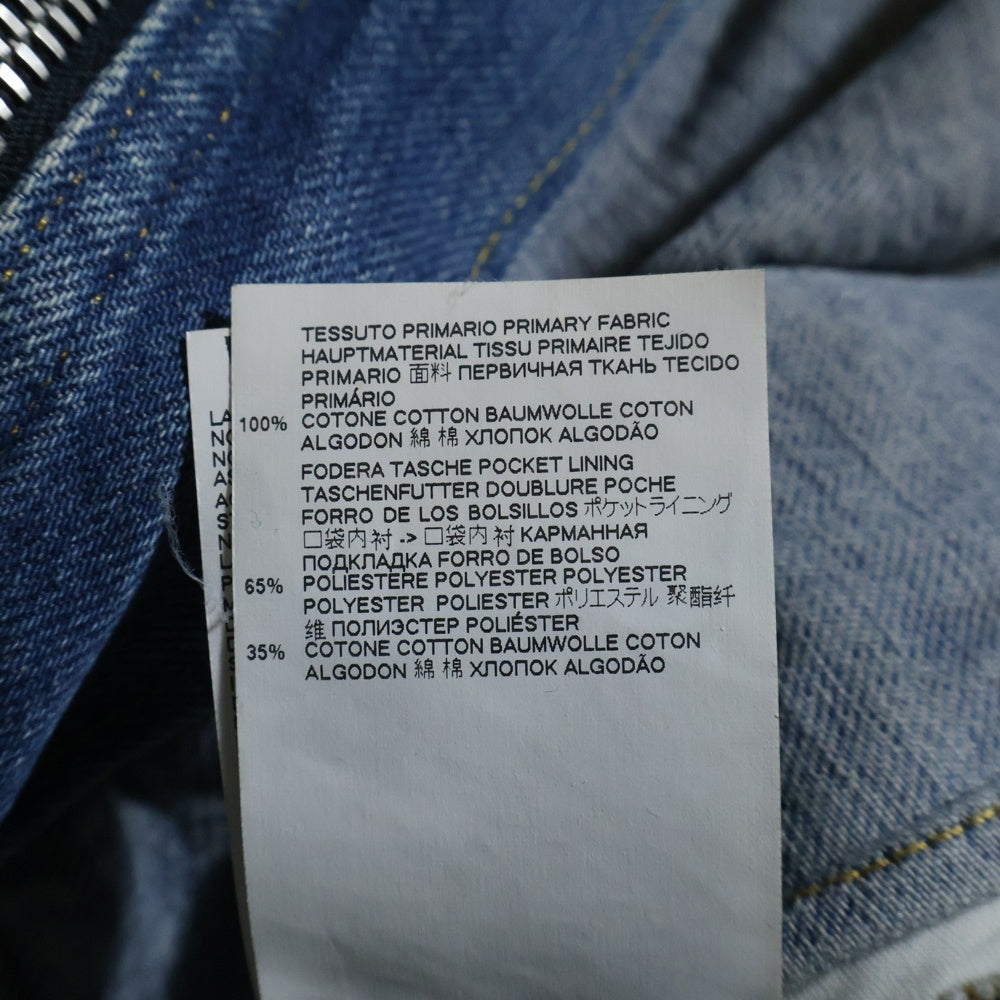 TESSUTO PRIMARIO PRIMARY FABRIC
HAUPTMATERIAL TISSU PRIMAIRE TEJIDO
PRIMARIO 面料 ПЕРВИЧНАЯ ТКАНЬ TECIDO
PRIMÁRIO
100% COTONE COTTON BAUMWOLLE COTON
ALGODON 綿 棉 ХЛОПОК ALGODÃO
FODERA TASCHE POCKET LINING
TASCHENFUTTER DOUBLURE POCHE
FORRO DE LOS BOLSILLOS ポケットライニング
口袋内衬 -> 口袋内衬 КАРМАННАЯ
ПОДКЛАДКА FORRO DE BOLSO
65% POLIESTERE POLYESTER POLYESTER
POLYESTER POLIESTER ポリエステル 聚酯纤
维 ПОЛИЭСТЕР POLIÉSTER
35% COTONE COTTON BAUMWOLLE COTON
ALGODON 綿 棉 ХЛОПОК ALGODÃO